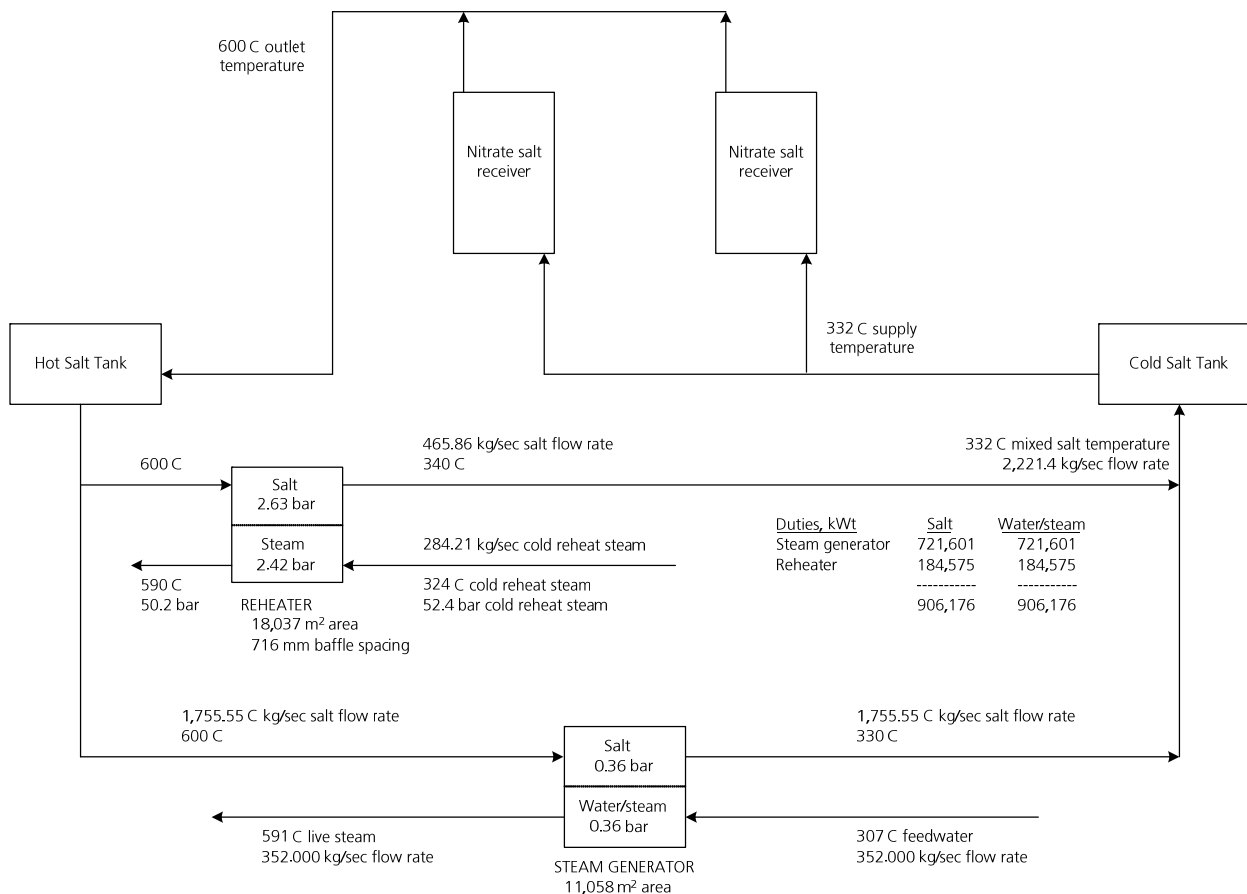 600 C outlet
temperature
Nitrate salt
receiver
Nitrate salt
receiver
332 C supply
temperature
Hot Salt Tank
Cold Salt Tank
465.86 kg/sec salt flow rate
340 C
332 C mixed salt temperature
2,221.4 kg/sec flow rate
600 C
Salt
2.63 bar
Steam
2.42 bar
284.21 kg/sec cold reheat steam
324 C cold reheat steam
52.4 bar cold reheat steam
590 C
50.2 bar
REHEATER
18,037 m² area
716 mm baffle spacing
Duties, kWt Salt Water/steam
Steam generator 721,601 721,601
Reheater 184,575 184,575
----------- -----------
906,176 906,176
1,755.55 C kg/sec salt flow rate
600 C
1,755.55 C kg/sec salt flow rate
330 C
Salt
0.36 bar
Water/steam
0.36 bar
591 C live steam
352.000 kg/sec flow rate
307 C feedwater
352.000 kg/sec flow rate
STEAM GENERATOR
11,058 m² area